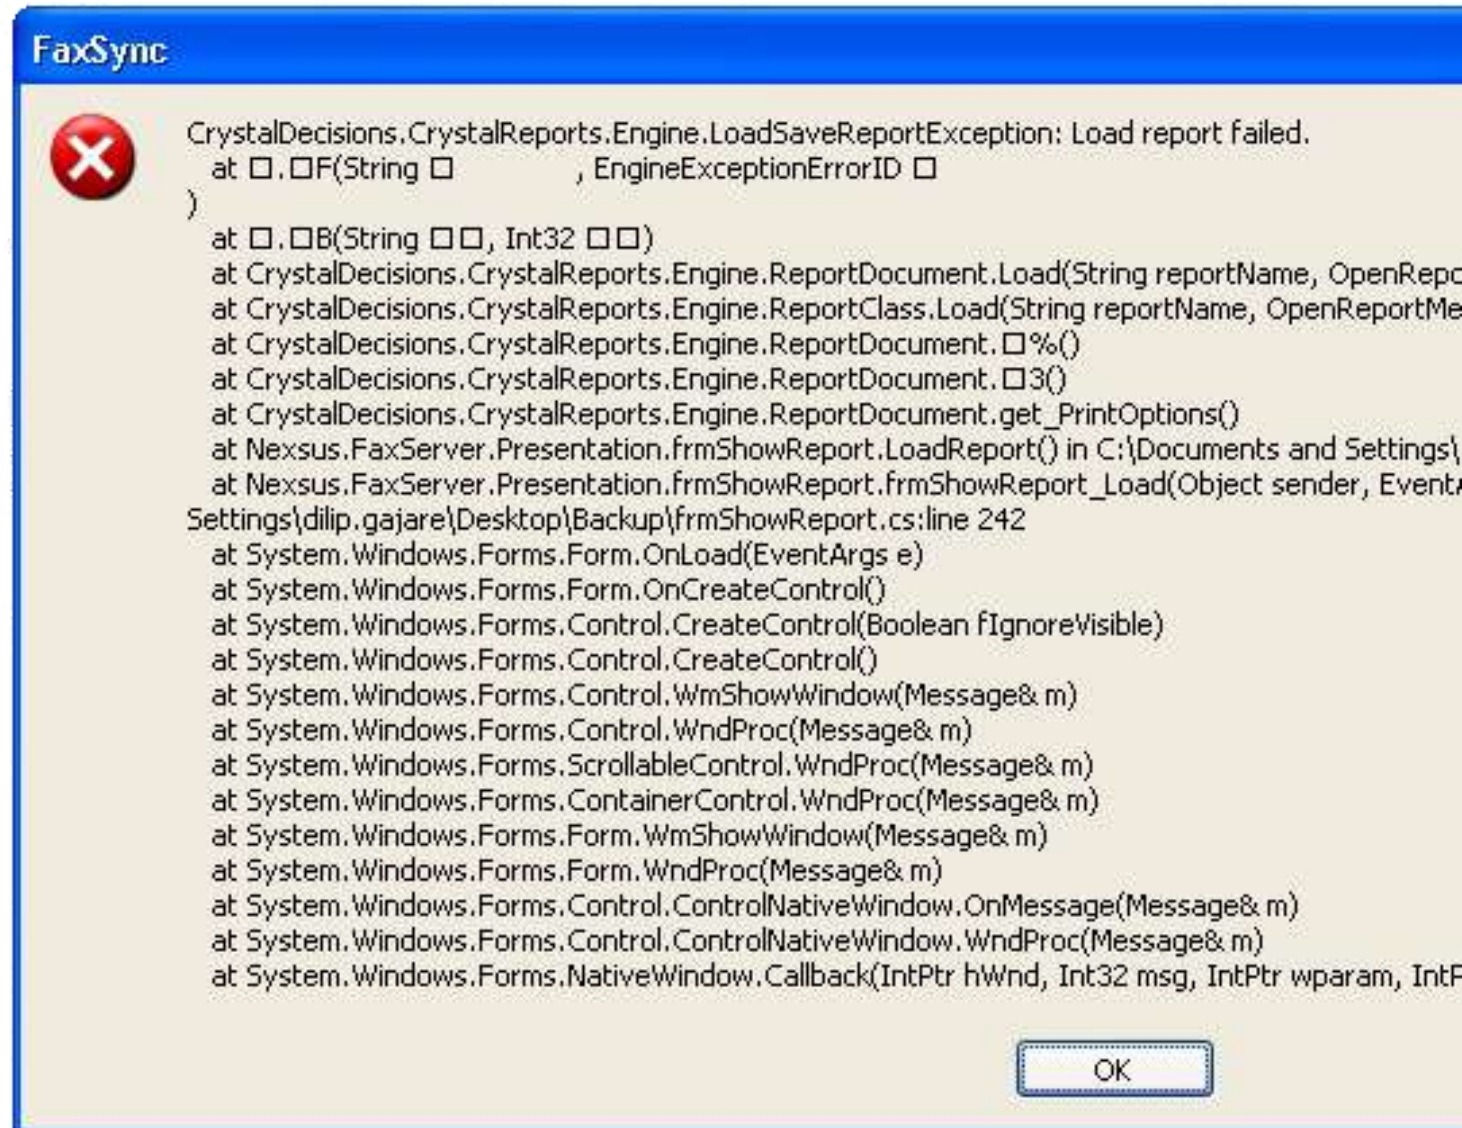 FaxSync
CrystalDecisions.CrystalReports.Engine.LoadSaveReportException: Load report failed.
at □.□F(String □ , EngineExceptionErrorID □
)
at □.□B(String □□, Int32 □□)
at CrystalDecisions.CrystalReports.Engine.ReportDocument.Load(String reportName, OpenRepo
at CrystalDecisions.CrystalReports.Engine.ReportClass.Load(String reportName, OpenReportMe
at CrystalDecisions.CrystalReports.Engine.ReportDocument.□%()
at CrystalDecisions.CrystalReports.Engine.ReportDocument.□3()
at CrystalDecisions.CrystalReports.Engine.ReportDocument.get_PrintOptions()
at Nexsus.FaxServer.Presentation.frmShowReport.LoadReport() in C:\Documents and Settings\
at Nexsus.FaxServer.Presentation.frmShowReport.frmShowReport_Load(Object sender, EventA
Settings\dilip.gajare\Desktop\Backup\frmShowReport.cs:line 242
at System.Windows.Forms.Form.OnLoad(EventArgs e)
at System.Windows.Forms.Form.OnCreateControl()
at System.Windows.Forms.Control.CreateControl(Boolean fIgnoreVisible)
at System.Windows.Forms.Control.CreateControl()
at System.Windows.Forms.Control.WmShowWindow(Message& m)
at System.Windows.Forms.Control.WndProc(Message& m)
at System.Windows.Forms.ScrollableControl.WndProc(Message& m)
at System.Windows.Forms.ContainerControl.WndProc(Message& m)
at System.Windows.Forms.Form.WmShowWindow(Message& m)
at System.Windows.Forms.Form.WndProc(Message& m)
at System.Windows.Forms.Control.ControlNativeWindow.OnMessage(Message& m)
at System.Windows.Forms.Control.ControlNativeWindow.WndProc(Message& m)
at System.Windows.Forms.NativeWindow.Callback(IntPtr hWnd, Int32 msg, IntPtr wparam, IntP
OK